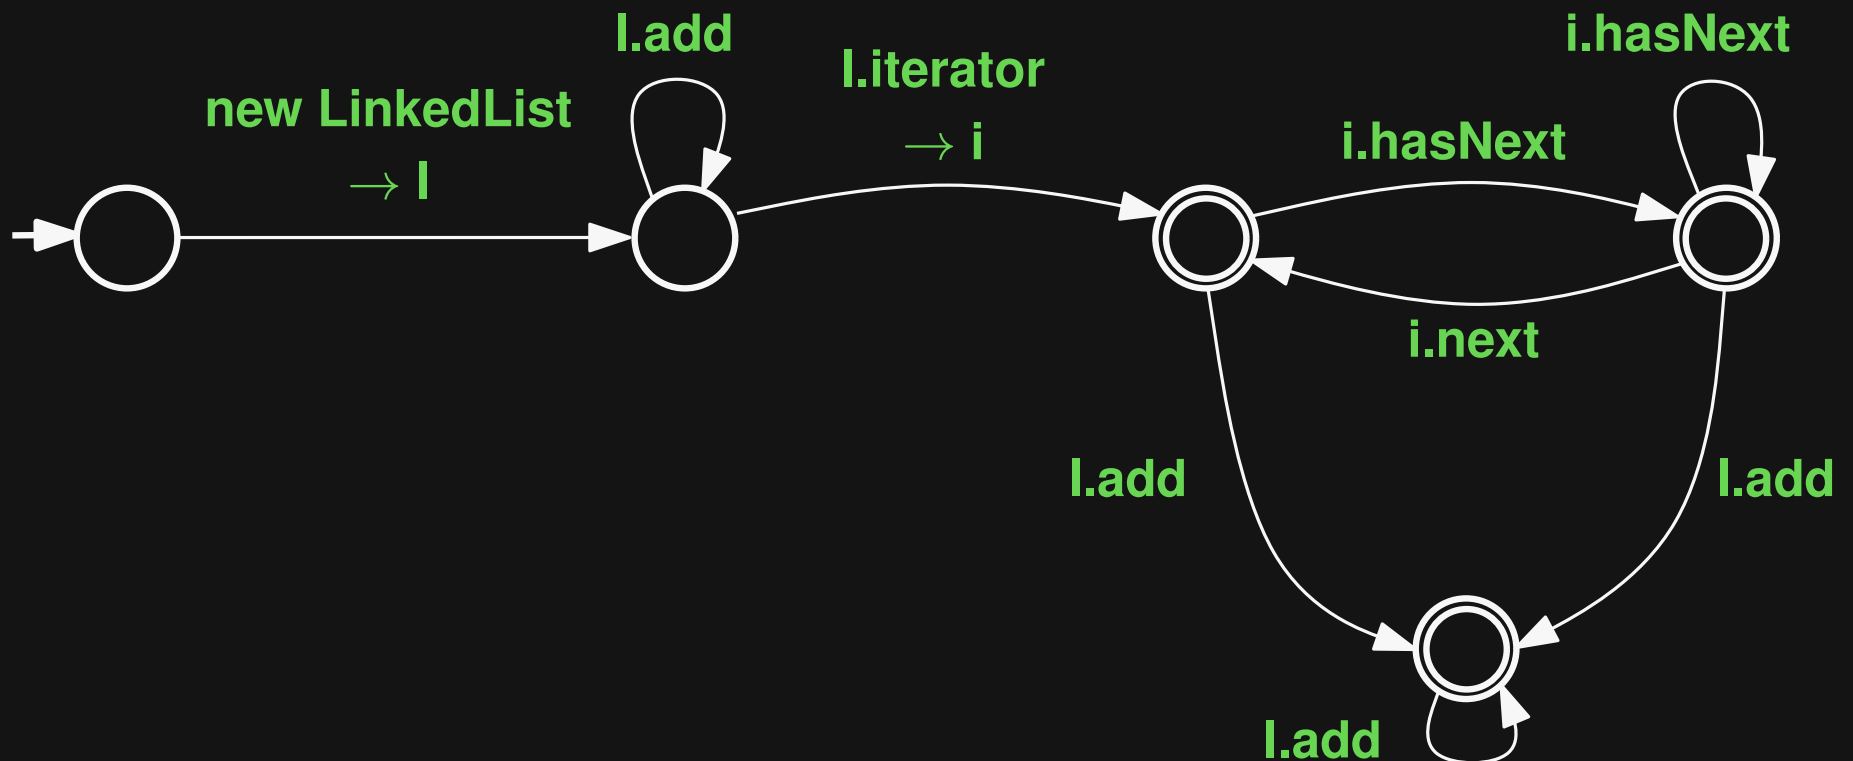 l.add
i.hasNext
l.iterator
→ i
new LinkedList
→ l
i.hasNext
i.next
l.add
l.add
l.add